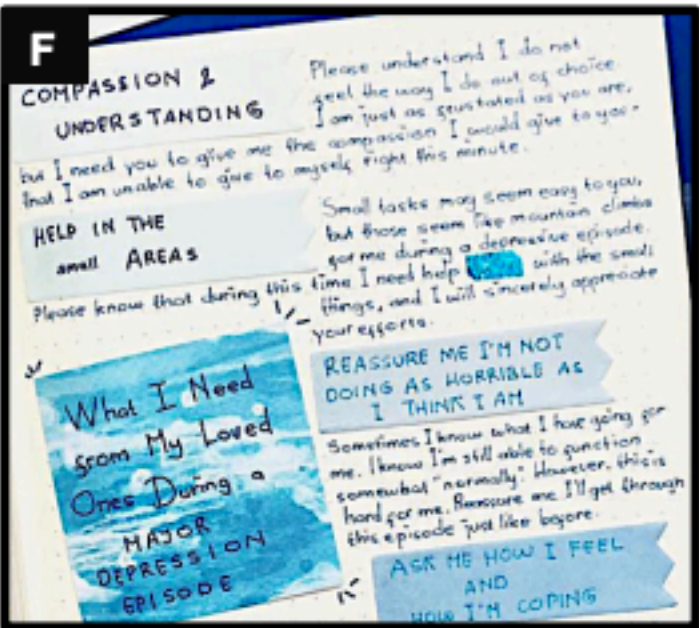 F
COMPASSION &
UNDERSTANDING
Please understand I do not
feel the way I do out of choice.
I am just as frustated as you are,
but I need you to give me the compassion I would give to you-
that I am unable to give to myself right this minute.
HELP IN THE
small AREAS
Small tasks may seem easy to you,
but those seem like mountain climbs
for me during a depressive episode.
Please know that during this time I need help with the small
things, and I will sincerely appreciate
your efforts.
What I Need
from My Loved
Ones During a
MAJOR
DEPRESSION
EPISODE
REASSURE ME I'M NOT
DOING AS HORRIBLE AS
I THINK I AM
Sometimes I know what I have going for
me. I know I'm still able to function
somewhat "normally". However, this is
hard for me. Reassure me I'll get through
this episode just like before.
ASK ME HOW I FEEL
AND
HOW I'M COPING